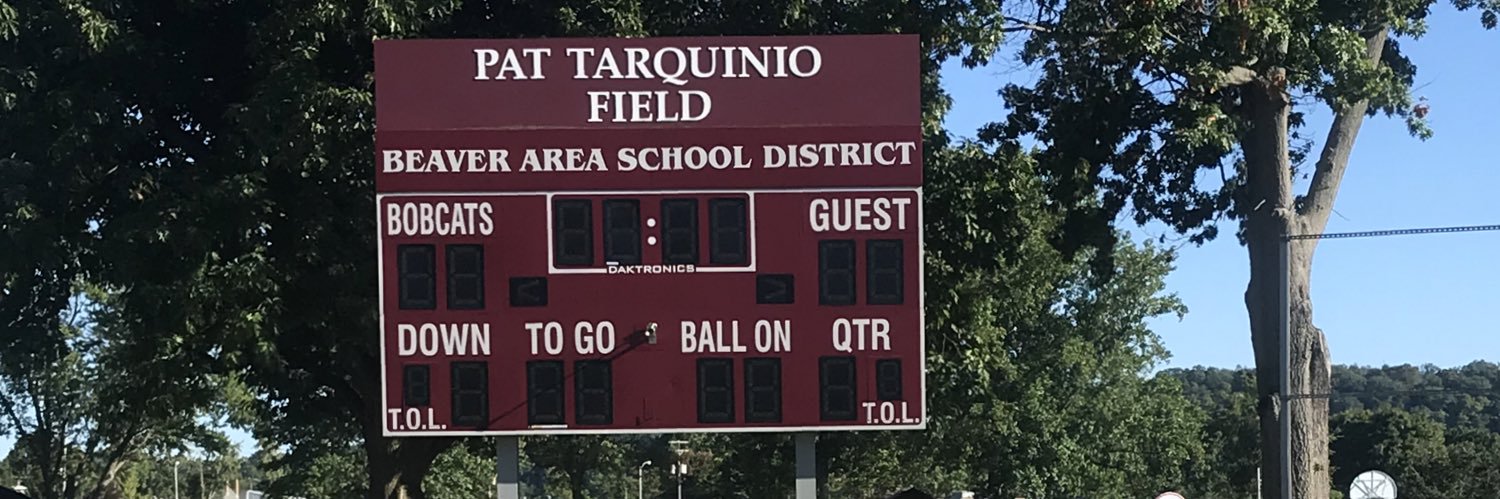 PAT TARQUINIO
FIELD
BEAVER AREA SCHOOL DISTRICT
BOBCATS : GUEST
DAKTRONICS
DOWN TO GO BALL ON QTR
T.O.L. T.O.L.